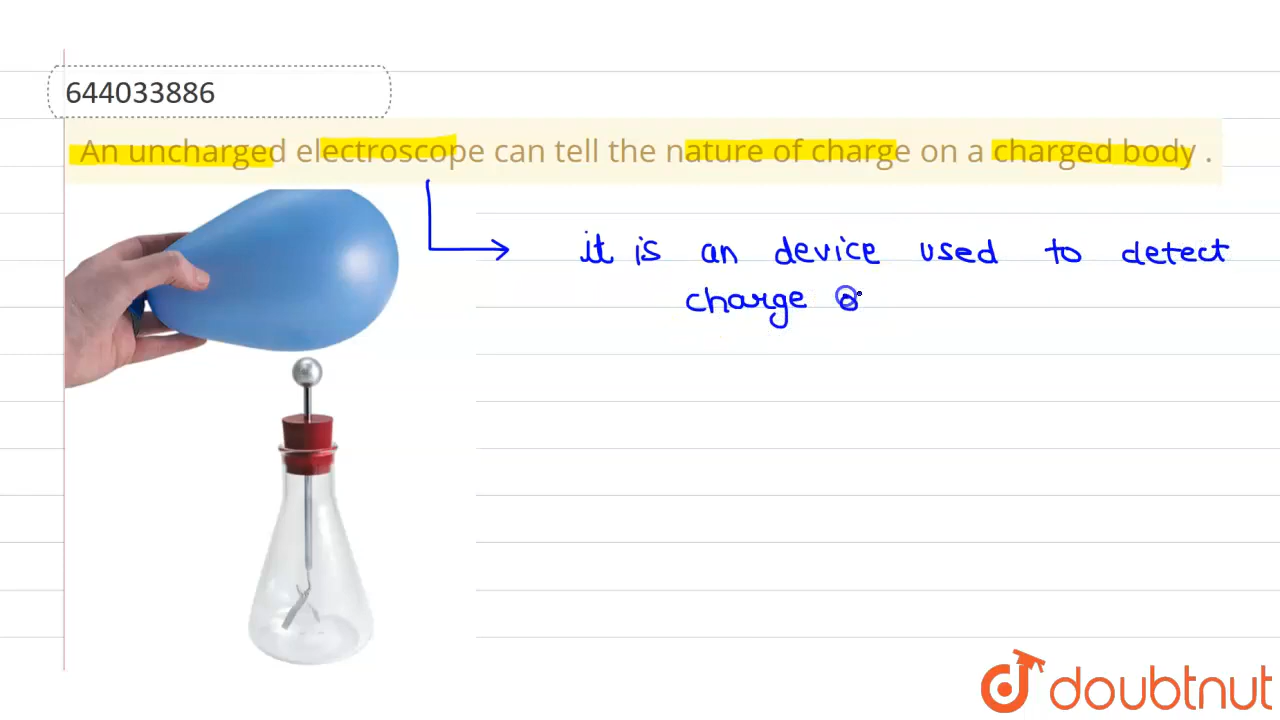 644033886
An uncharged electroscope can tell the nature of charge on a charged body .
it is an device used to detect
charge o
doubtnut